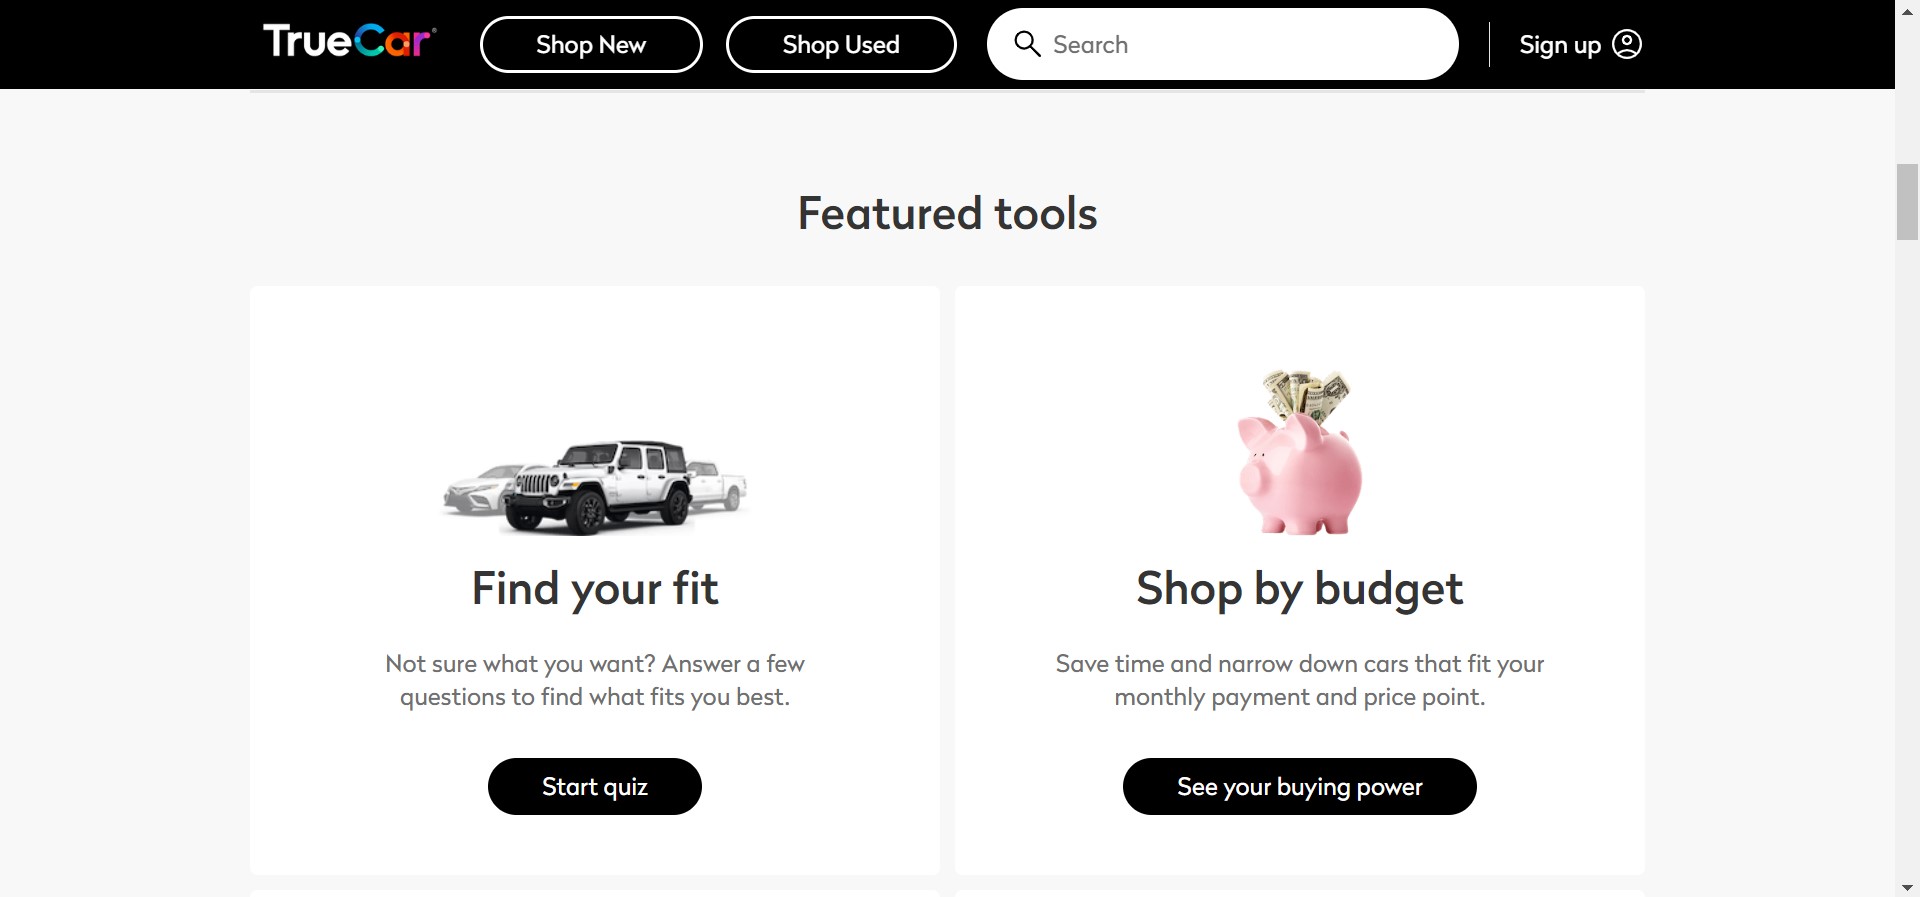 TrueCar
Shop New
Shop Used
Search
Sign up
Featured tools
Find your fit
Not sure what you want? Answer a few
questions to find what fits you best.
Start quiz
Shop by budget
Save time and narrow down cars that fit your
monthly payment and price point.
See your buying power